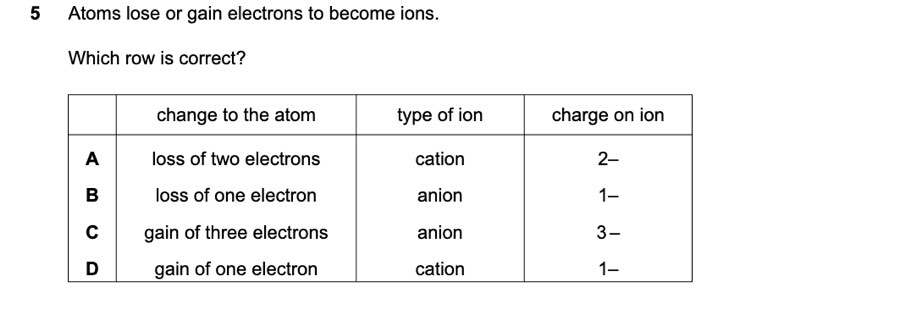 5 Atoms lose or gain electrons to become ions.
Which row is correct?
change to the atom type of ion charge on ion
A loss of two electrons cation 2–
B loss of one electron anion 1–
C gain of three electrons anion 3–
D gain of one electron cation 1–